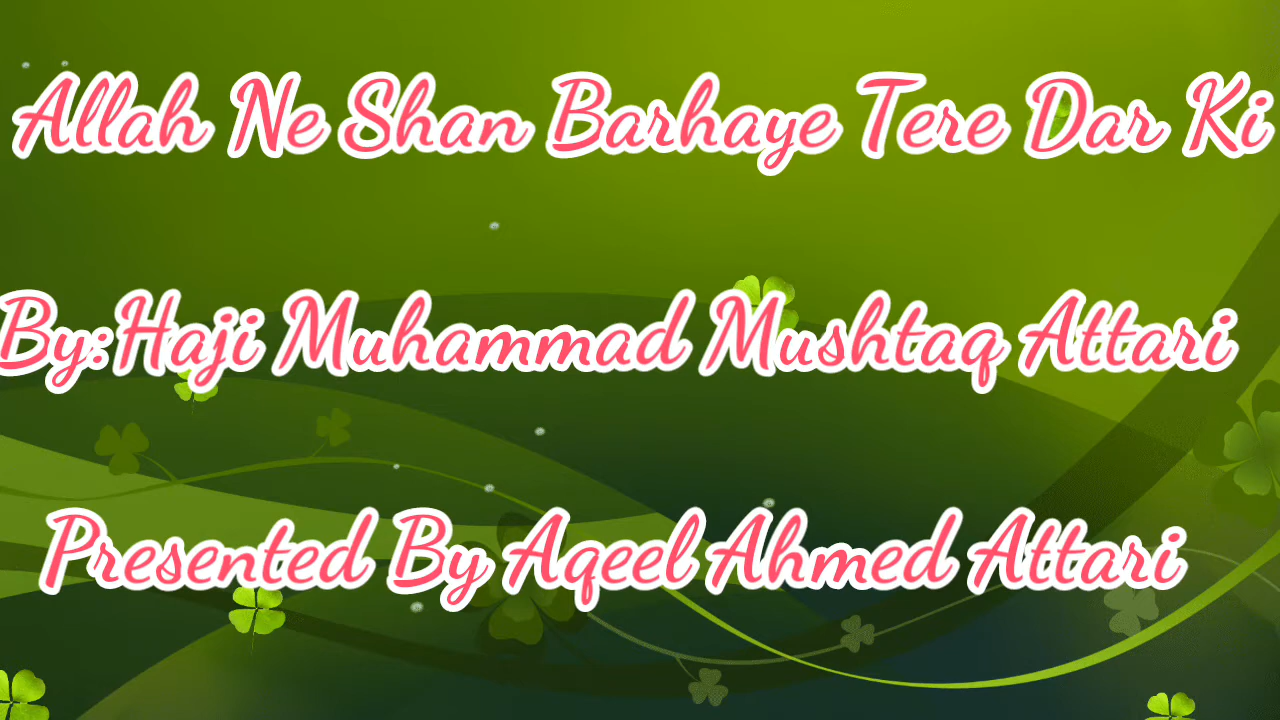 Allah Ne Shan Barhaye Tere Dar Ki
By:Haji Muhammad Mushtaq Attari
Presented By Aqeel Ahmed Attari